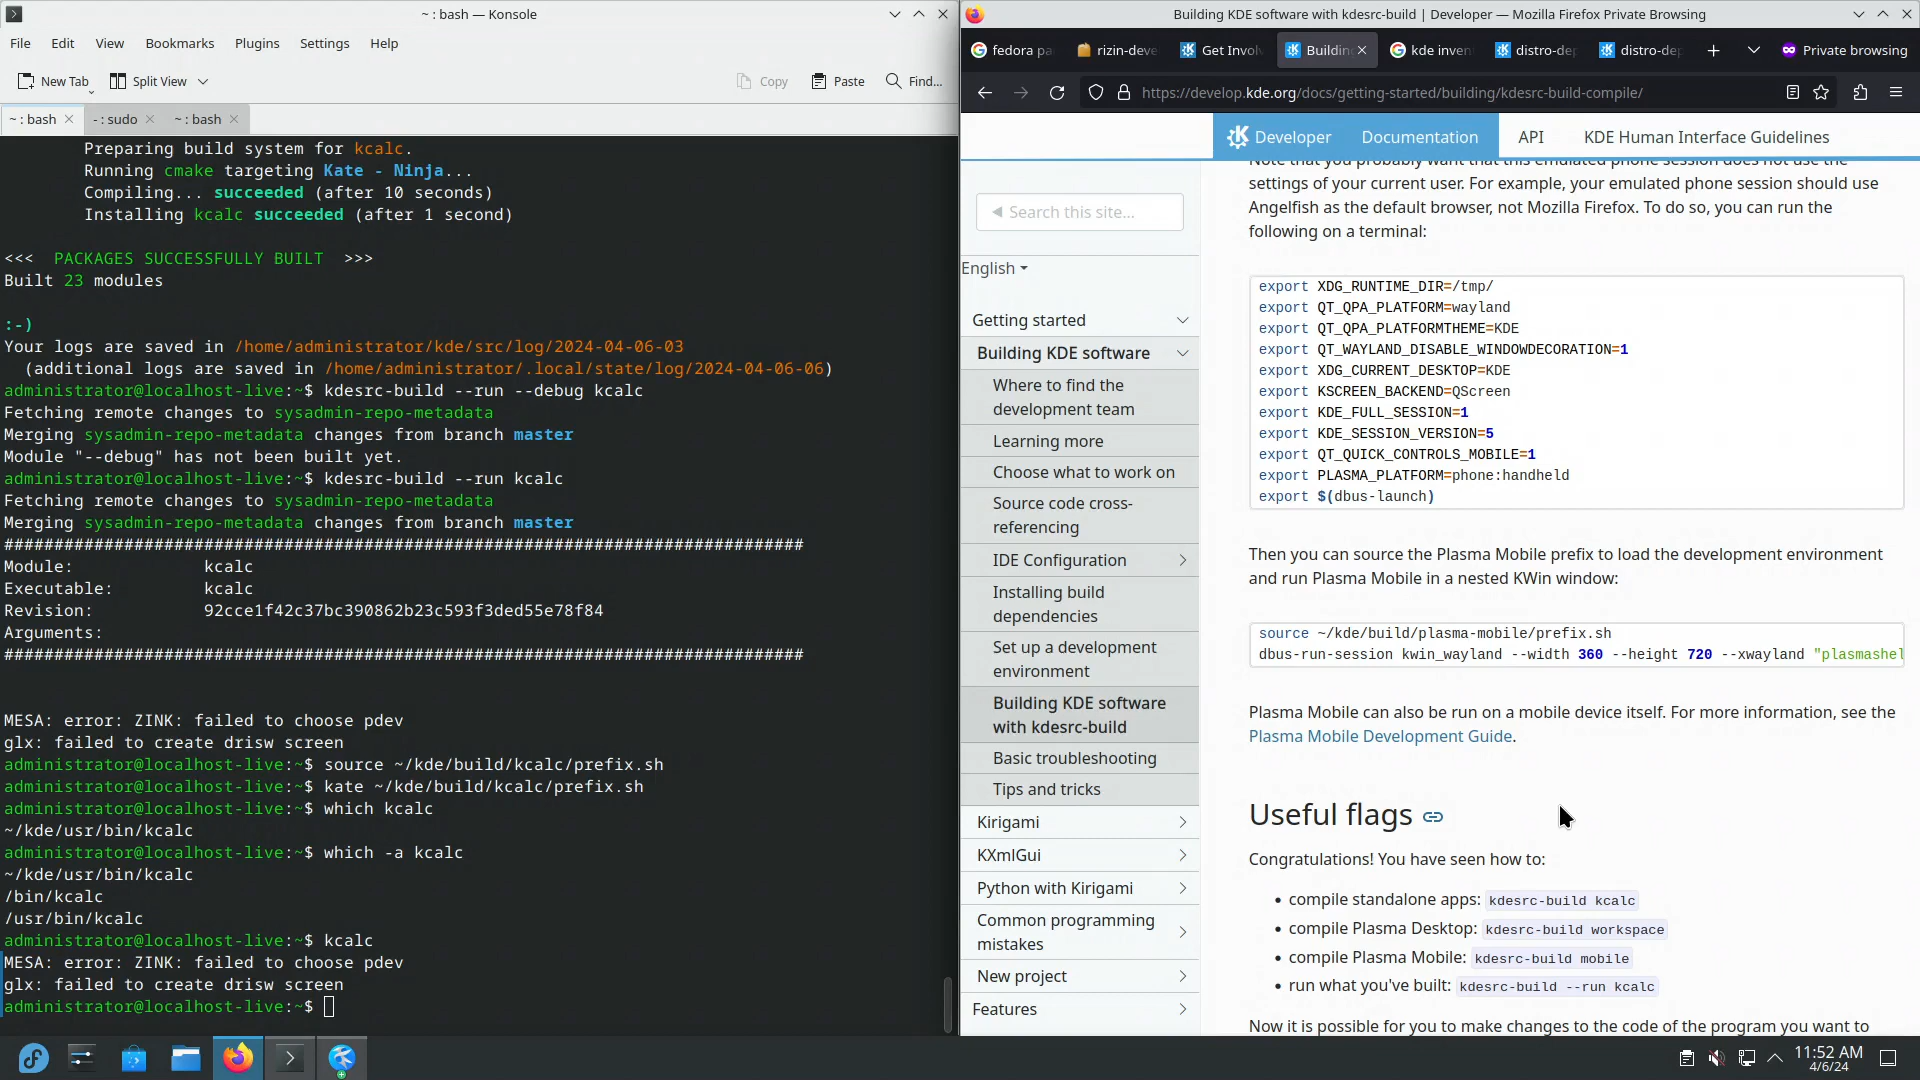 ~ : bash — Konsole
File Edit View Bookmarks Plugins Settings Help
New Tab Split View Copy Paste Find...
~ : bash - : sudo ~ : bash
Preparing build system for kcalc.
Running cmake targeting Kate - Ninja...
Compiling... succeeded (after 10 seconds)
Installing kcalc succeeded (after 1 second)
<<<  PACKAGES SUCCESSFULLY BUILT  >>>
Built 23 modules
:-)
Your logs are saved in /home/administrator/kde/src/log/2024-04-06-03
(additional logs are saved in /home/administrator/.local/state/log/2024-04-06-06)
administrator@localhost-live:~$ kdesrc-build --run --debug kcalc
Fetching remote changes to sysadmin-repo-metadata
Merging sysadmin-repo-metadata changes from branch master
Module "--debug" has not been built yet.
administrator@localhost-live:~$ kdesrc-build --run kcalc
Fetching remote changes to sysadmin-repo-metadata
Merging sysadmin-repo-metadata changes from branch master
################################################################################
Module: kcalc
Executable: kcalc
Revision: 92cce1f42c37bc390862b23c593f3ded55e78f84
Arguments:
################################################################################
MESA: error: ZINK: failed to choose pdev
glx: failed to create drisw screen
administrator@localhost-live:~$ source ~/kde/build/kcalc/prefix.sh
administrator@localhost-live:~$ kate ~/kde/build/kcalc/prefix.sh
administrator@localhost-live:~$ which kcalc
~/kde/usr/bin/kcalc
administrator@localhost-live:~$ which -a kcalc
~/kde/usr/bin/kcalc
/bin/kcalc
/usr/bin/kcalc
administrator@localhost-live:~$ kcalc
MESA: error: ZINK: failed to choose pdev
glx: failed to create drisw screen
administrator@localhost-live:~$
Building KDE software with kdesrc-build | Developer — Mozilla Firefox Private Browsing
fedora pa rizin-deve Get Involv Building kde inven distro-dep distro-dep Private browsing
https://develop.kde.org/docs/getting-started/building/kdesrc-build-compile/
Developer Documentation API KDE Human Interface Guidelines
Search this site...
English
Getting started
Building KDE software
Where to find the
development team
Learning more
Choose what to work on
Source code cross-
referencing
IDE Configuration
Installing build
dependencies
Set up a development
environment
Building KDE software
with kdesrc-build
Basic troubleshooting
Tips and tricks
Kirigami
KXmlGui
Python with Kirigami
Common programming
mistakes
New project
Features
Note that you probably want that this emulated phone session does not use the
settings of your current user. For example, your emulated phone session should use
Angelfish as the default browser, not Mozilla Firefox. To do so, you can run the
following on a terminal:
export XDG_RUNTIME_DIR=/tmp/
export QT_QPA_PLATFORM=wayland
export QT_QPA_PLATFORMTHEME=KDE
export QT_WAYLAND_DISABLE_WINDOWDECORATION=1
export XDG_CURRENT_DESKTOP=KDE
export KSCREEN_BACKEND=QScreen
export KDE_FULL_SESSION=1
export KDE_SESSION_VERSION=5
export QT_QUICK_CONTROLS_MOBILE=1
export PLASMA_PLATFORM=phone:handheld
export $(dbus-launch)
Then you can source the Plasma Mobile prefix to load the development environment
and run Plasma Mobile in a nested KWin window:
source ~/kde/build/plasma-mobile/prefix.sh
dbus-run-session kwin_wayland --width 360 --height 720 --xwayland "plasmashel
Plasma Mobile can also be run on a mobile device itself. For more information, see the
Plasma Mobile Development Guide.
Useful flags
Congratulations! You have seen how to:
• compile standalone apps: kdesrc-build kcalc
• compile Plasma Desktop: kdesrc-build workspace
• compile Plasma Mobile: kdesrc-build mobile
• run what you've built: kdesrc-build --run kcalc
Now it is possible for you to make changes to the code of the program you want to
11:52 AM
4/6/24